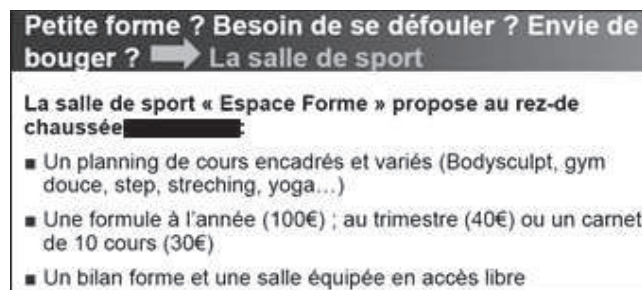 Petite forme ? Besoin de se défouler ? Envie de
bouger ? La salle de sport
La salle de sport « Espace Forme » propose au rez-de
chaussée :
■ Un planning de cours encadrés et variés (Bodysculpt, gym
douce, step, streching, yoga…)
■ Une formule à l'année (100€) ; au trimestre (40€) ou un carnet
de 10 cours (30€)
■ Un bilan forme et une salle équipée en accès libre